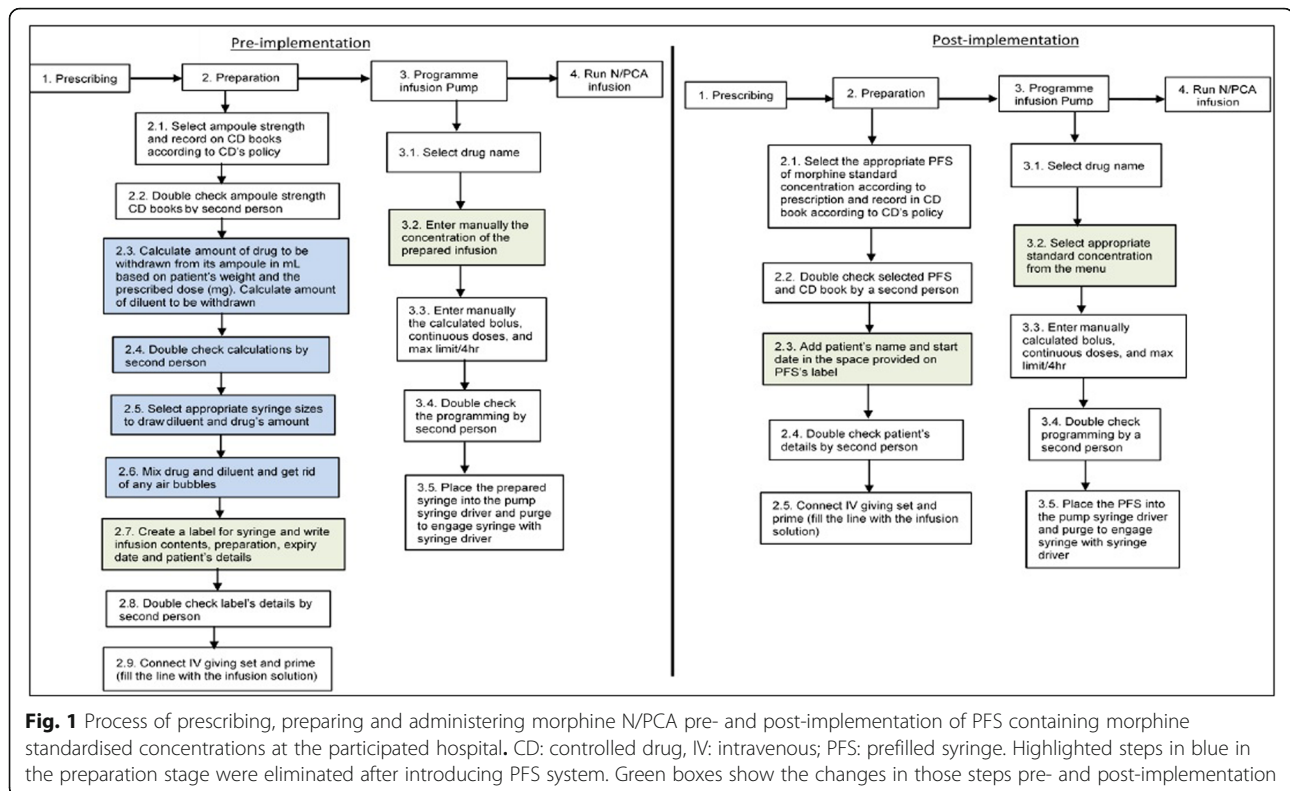 Pre-implementation
1. Prescribing
2. Preparation
3. Programme
infusion Pump
4. Run N/PCA
infusion
2.1. Select ampoule strength
and record on CD books
according to CD's policy
2.2. Double check ampoule strength
CD books by second person
2.3. Calculate amount of drug to be
withdrawn from its ampoule in mL
based on patient's weight and the
prescribed dose (mg). Calculate amount
of diluent to be withdrawn
2.4. Double check calculations by
second person
2.5. Select appropriate syringe sizes
to draw diluent and drug's amount
2.6. Mix drug and diluent and get rid
of any air bubbles
2.7. Create a label for syringe and write
infusion contents, preparation, expiry
date and patient's details
2.8. Double check label's details by
second person
2.9. Connect IV giving set and prime
(fill the line with the infusion solution)
3.1. Select drug name
3.2. Enter manually the
concentration of the
prepared infusion
3.3. Enter manually
the calculated bolus,
continuous doses, and
max limit/4hr
3.4. Double check
the programming by
second person
3.5. Place the prepared
syringe into the pump
syringe driver and purge
to engage syringe with
syringe driver
Post-implementation
1. Prescribing
2. Preparation
3. Programme
infusion Pump
4. Run N/PCA
infusion
2.1. Select the appropriate PFS
of morphine standard
concentration according to
prescription and record in CD
book according to CD's policy
2.2. Double check selected PFS
and CD book by a second person
2.3. Add patient's name and start
date in the space provided on
PFS's label
2.4. Double check patient's
details by second person
2.5. Connect IV giving set and
prime (fill the line with the infusion
solution)
3.1. Select drug name
3.2. Select appropriate
standard concentration
from the menu
3.3. Enter manually
calculated bolus,
continuous doses, and
max limit/4hr
3.4. Double check
programming by a
second person
3.5. Place the PFS into
the pump syringe driver
and purge to engage
syringe with syringe
driver
Fig. 1 Process of prescribing, preparing and administering morphine N/PCA pre- and post-implementation of PFS containing morphine
standardised concentrations at the participated hospital. CD: controlled drug, IV: intravenous; PFS: prefilled syringe. Highlighted steps in blue in
the preparation stage were eliminated after introducing PFS system. Green boxes show the changes in those steps pre- and post-implementation